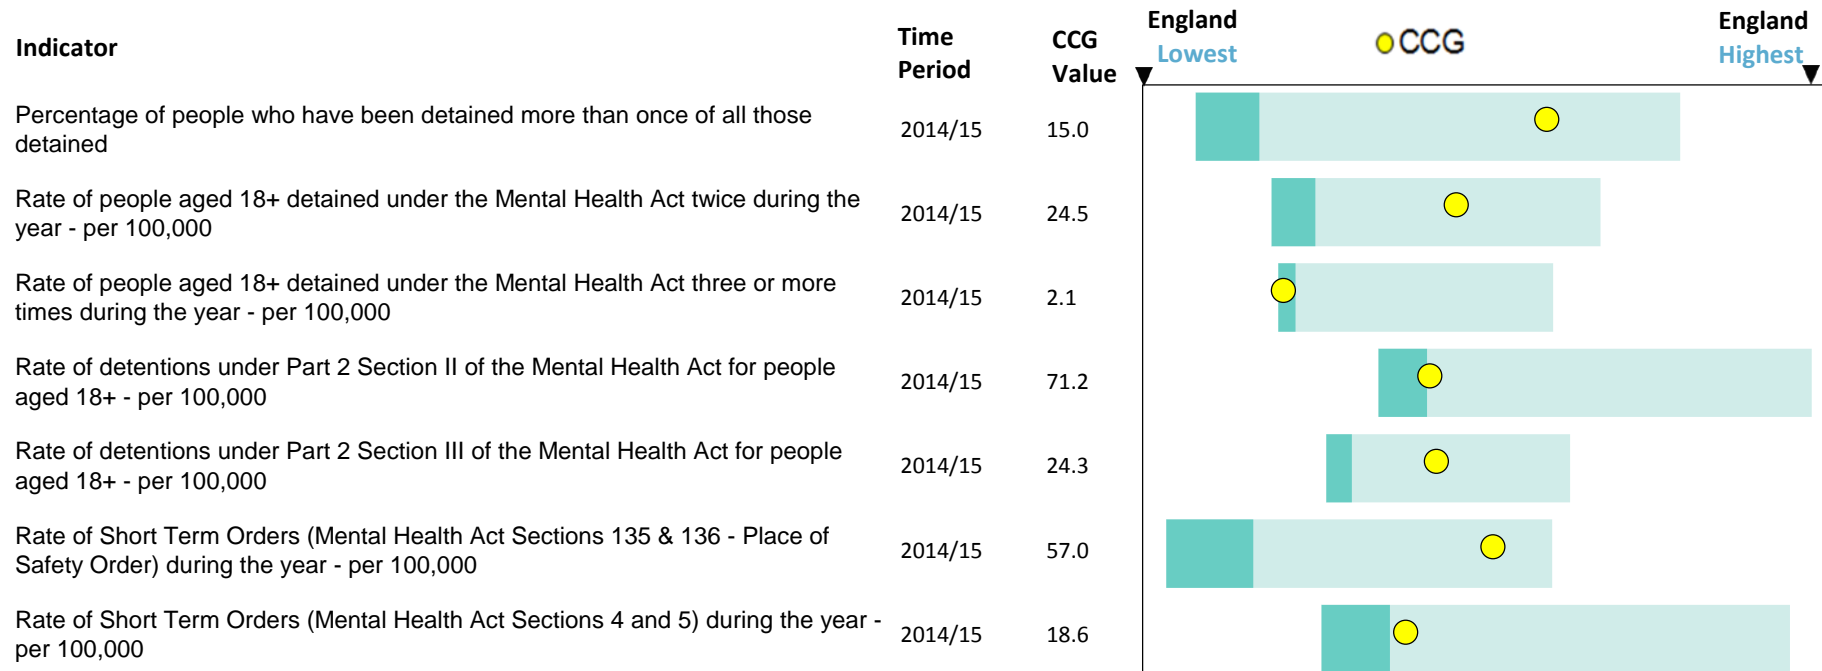 Indicator
Time
Period
CCG
Value
England
Lowest
CCG
England
Highest
Percentage of people who have been detained more than once of all those
detained
2014/15
15.0
Rate of people aged 18+ detained under the Mental Health Act twice during the
year - per 100,000
2014/15
24.5
Rate of people aged 18+ detained under the Mental Health Act three or more
times during the year - per 100,000
2014/15
2.1
Rate of detentions under Part 2 Section II of the Mental Health Act for people
aged 18+ - per 100,000
2014/15
71.2
Rate of detentions under Part 2 Section III of the Mental Health Act for people
aged 18+ - per 100,000
2014/15
24.3
Rate of Short Term Orders (Mental Health Act Sections 135 & 136 - Place of
Safety Order) during the year - per 100,000
2014/15
57.0
Rate of Short Term Orders (Mental Health Act Sections 4 and 5) during the year -
per 100,000
2014/15
18.6